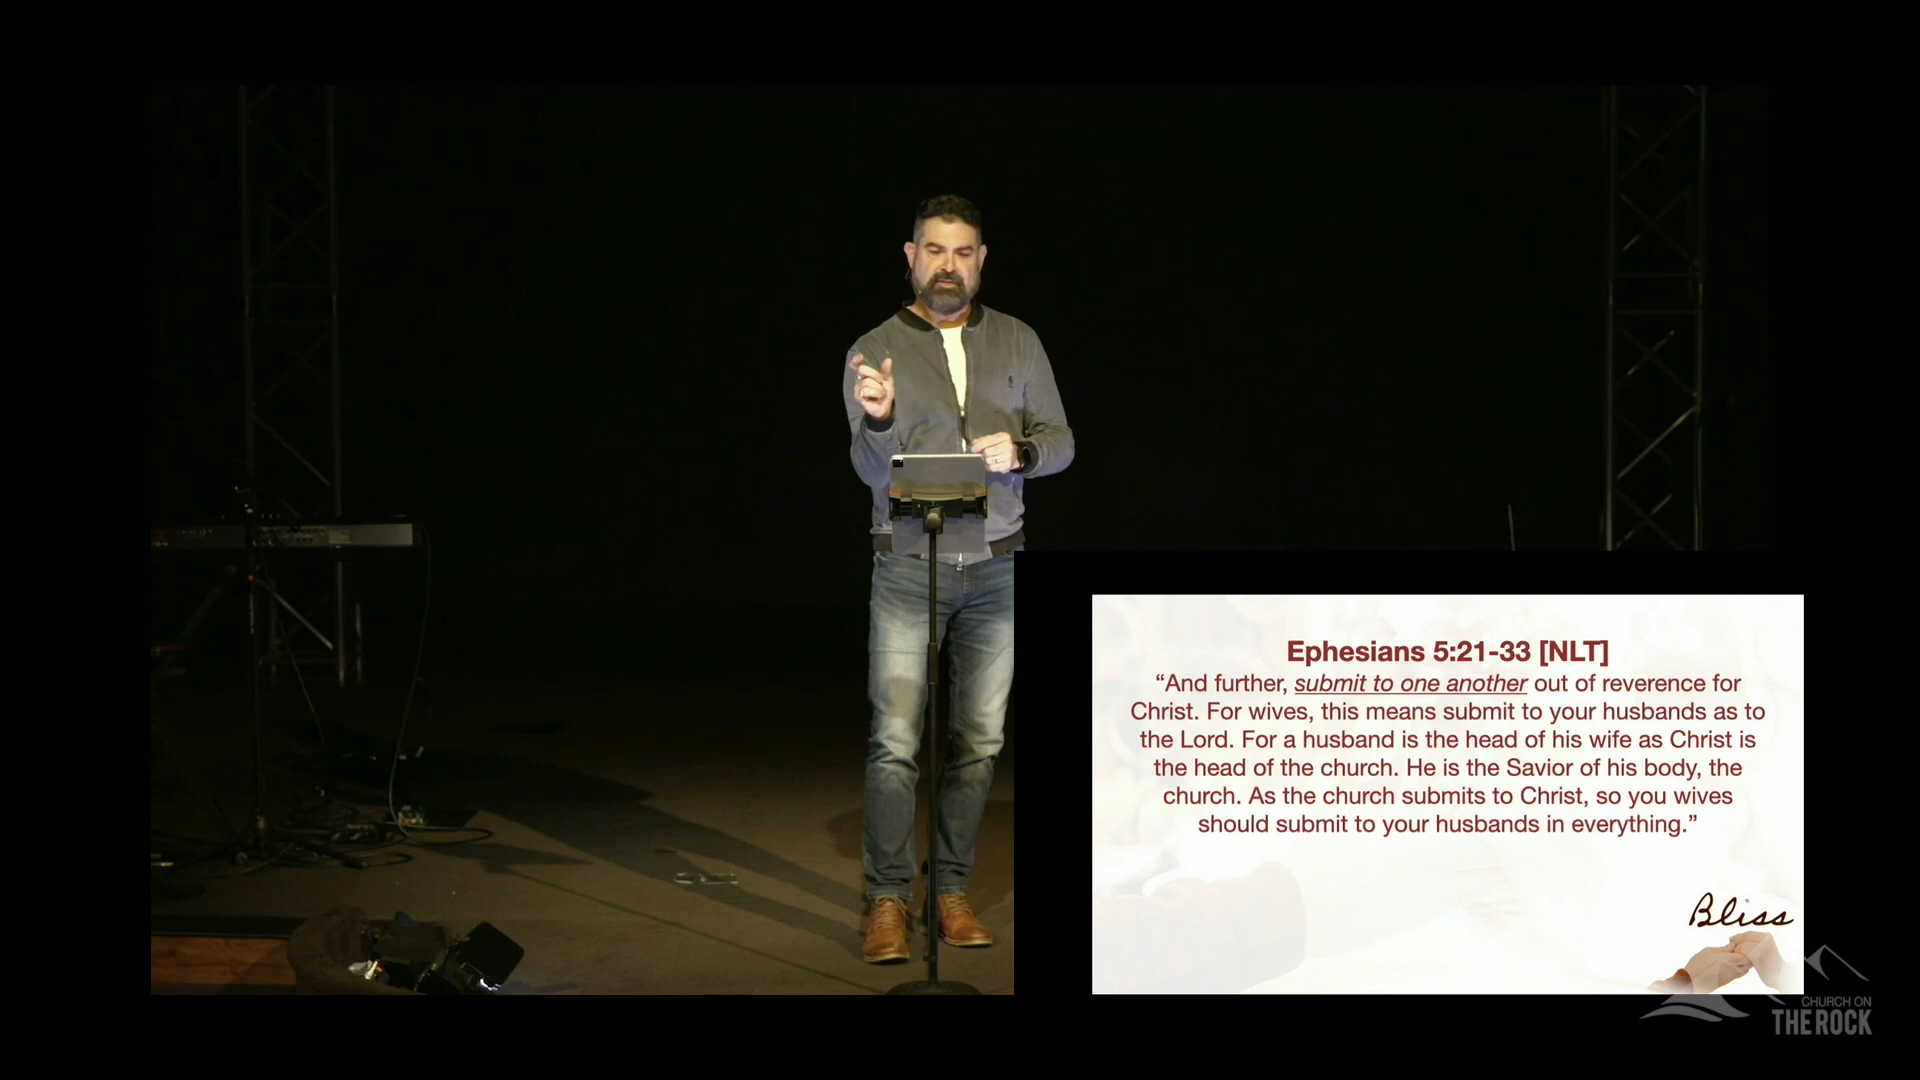 Ephesians 5:21-33 [NLT]
“And further, submit to one another out of reverence for
Christ. For wives, this means submit to your husbands as to
the Lord. For a husband is the head of his wife as Christ is
the head of the church. He is the Savior of his body, the
church. As the church submits to Christ, so you wives
should submit to your husbands in everything.”
Bliss
CHURCH ON
THE ROCK